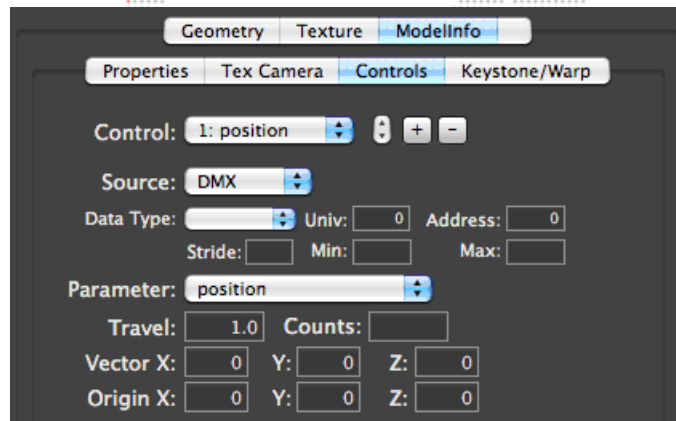 Geometry Texture ModelInfo
Properties Tex Camera Controls Keystone/Warp
Control: 1: position + -
Source: DMX
Data Type: Univ: 0 Address: 0
Stride: Min: Max:
Parameter: position
Travel: 1.0 Counts:
Vector X: 0 Y: 0 Z: 0
Origin X: 0 Y: 0 Z: 0